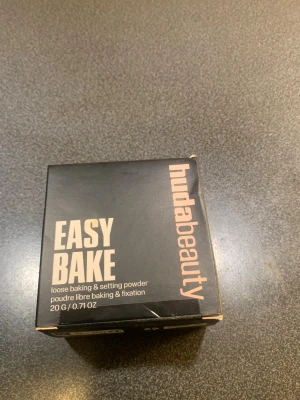 EASY
BAKE
loose baking & setting powder
poudre libre baking & fixation
20 G / 0.71 OZ
hudabeauty